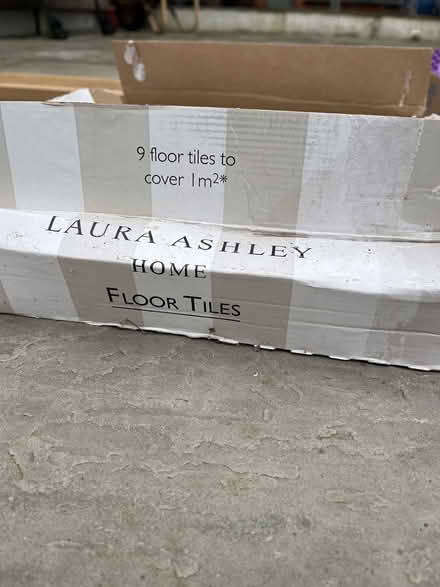 9 floor tiles to
cover 1m²*
LAURA ASHLEY
HOME
FLOOR TILES